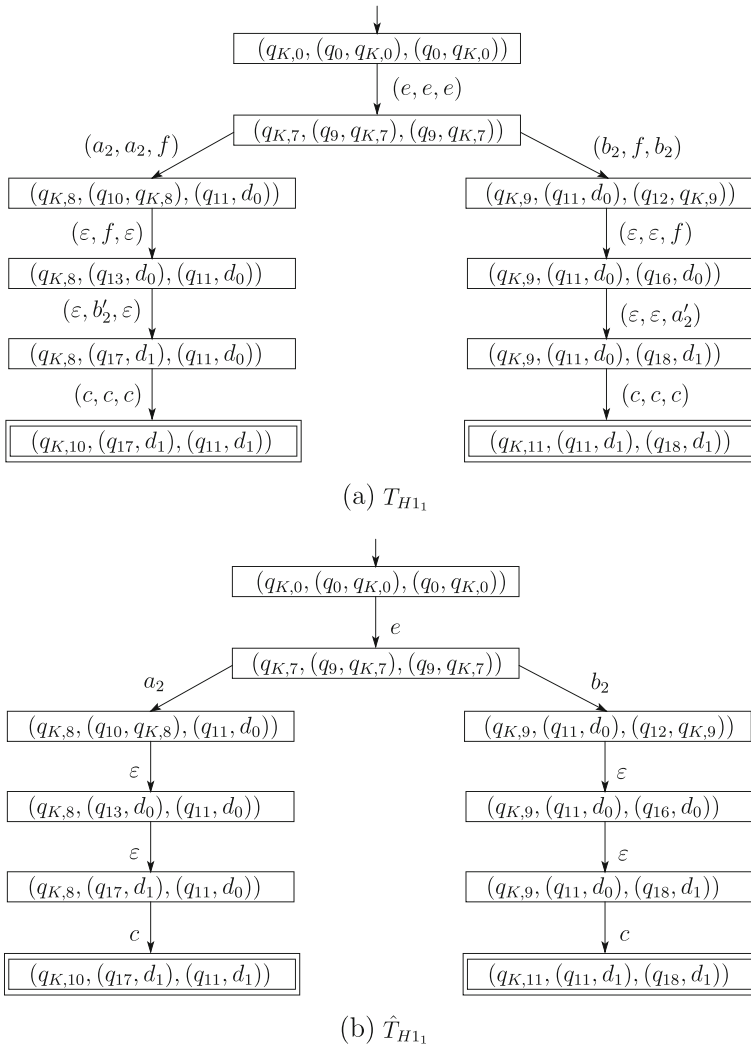 (q_{K,0}, (q_0, q_{K,0}), (q_0, q_{K,0}))
(e, e, e)
(q_{K,7}, (q_9, q_{K,7}), (q_9, q_{K,7}))
(a_2, a_2, f) (b_2, f, b_2)
(q_{K,8}, (q_{10}, q_{K,8}), (q_{11}, d_0)) (q_{K,9}, (q_{11}, d_0), (q_{12}, q_{K,9}))
(ε, f, ε) (ε, ε, f)
(q_{K,8}, (q_{13}, d_0), (q_{11}, d_0)) (q_{K,9}, (q_{11}, d_0), (q_{16}, d_0))
(ε, b'_2, ε) (ε, ε, a'_2)
(q_{K,8}, (q_{17}, d_1), (q_{11}, d_0)) (q_{K,9}, (q_{11}, d_0), (q_{18}, d_1))
(c, c, c) (c, c, c)
(q_{K,10}, (q_{17}, d_1), (q_{11}, d_1)) (q_{K,11}, (q_{11}, d_1), (q_{18}, d_1))
(a) T_{H1_1}
(q_{K,0}, (q_0, q_{K,0}), (q_0, q_{K,0}))
e
(q_{K,7}, (q_9, q_{K,7}), (q_9, q_{K,7}))
a_2 b_2
(q_{K,8}, (q_{10}, q_{K,8}), (q_{11}, d_0)) (q_{K,9}, (q_{11}, d_0), (q_{12}, q_{K,9}))
ε ε
(q_{K,8}, (q_{13}, d_0), (q_{11}, d_0)) (q_{K,9}, (q_{11}, d_0), (q_{16}, d_0))
ε ε
(q_{K,8}, (q_{17}, d_1), (q_{11}, d_0)) (q_{K,9}, (q_{11}, d_0), (q_{18}, d_1))
c c
(q_{K,10}, (q_{17}, d_1), (q_{11}, d_1)) (q_{K,11}, (q_{11}, d_1), (q_{18}, d_1))
(b) T̂_{H1_1}